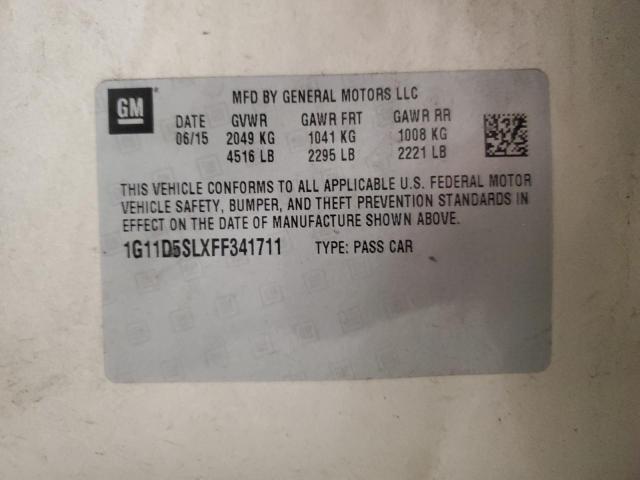 GM
MFD BY GENERAL MOTORS LLC
DATE GVWR GAWR FRT GAWR RR
06/15 2049 KG 1041 KG 1008 KG
4516 LB 2295 LB 2221 LB
THIS VEHICLE CONFORMS TO ALL APPLICABLE U.S. FEDERAL MOTOR
VEHICLE SAFETY, BUMPER, AND THEFT PREVENTION STANDARDS IN
EFFECT ON THE DATE OF MANUFACTURE SHOWN ABOVE.
1G11D5SLXFF341711 TYPE: PASS CAR